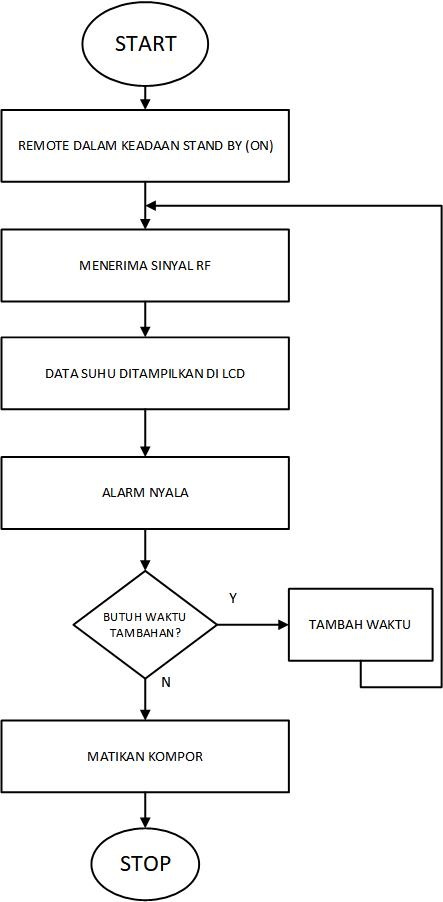 START
REMOTE DALAM KEADAAN STAND BY (ON)
MENERIMA SINYAL RF
DATA SUHU DITAMPILKAN DI LCD
ALARM NYALA
BUTUH WAKTU
TAMBAHAN?
Y
TAMBAH WAKTU
N
MATIKAN KOMPOR
STOP